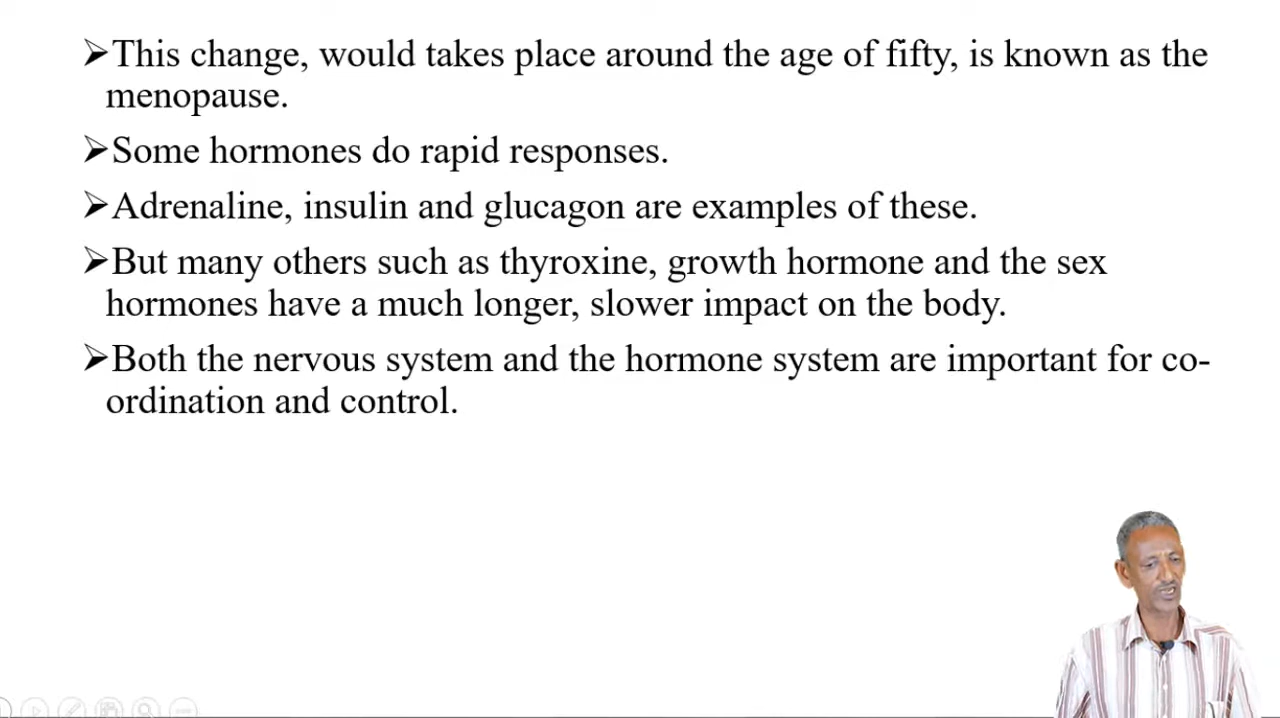 ➢This change, would takes place around the age of fifty, is known as the
menopause.
➢Some hormones do rapid responses.
➢Adrenaline, insulin and glucagon are examples of these.
➢But many others such as thyroxine, growth hormone and the sex
hormones have a much longer, slower impact on the body.
➢Both the nervous system and the hormone system are important for co-
ordination and control.